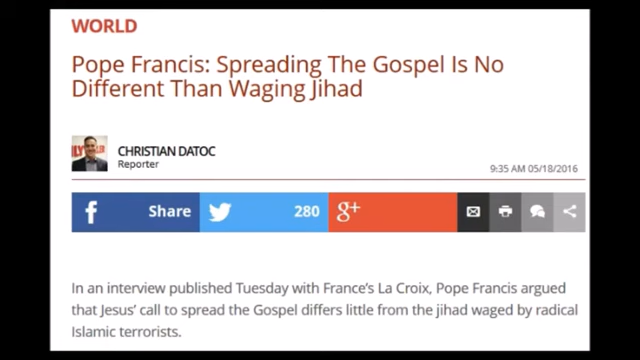 WORLD
Pope Francis: Spreading The Gospel Is No
Different Than Waging Jihad
CHRISTIAN DATOC
Reporter
9:35 AM 05/18/2016
f Share
280
g+
In an interview published Tuesday with France's La Croix, Pope Francis argued
that Jesus' call to spread the Gospel differs little from the jihad waged by radical
Islamic terrorists.